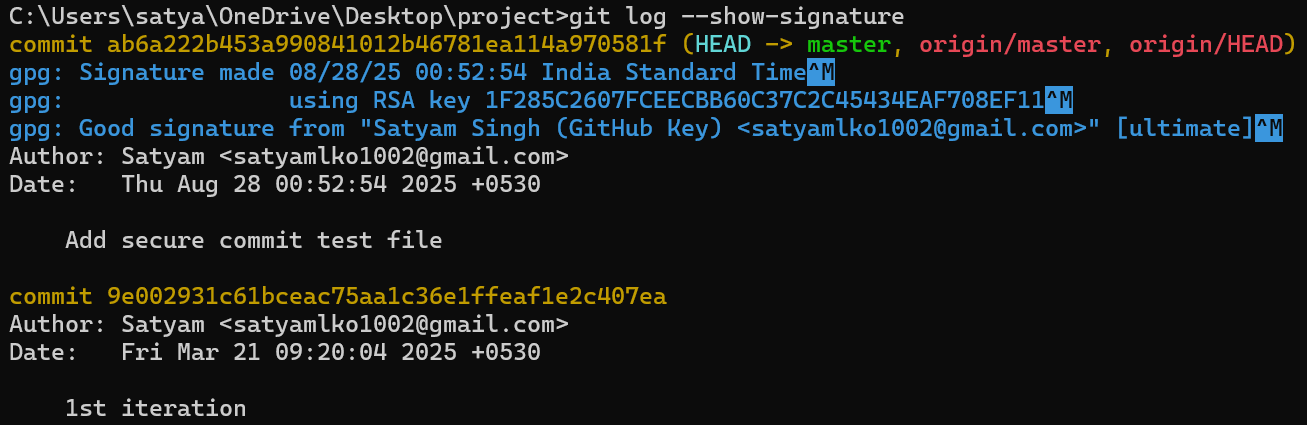 C:\Users\satya\OneDrive\Desktop\project>git log --show-signature
commit ab6a222b453a990841012b46781ea114a970581f (HEAD -> master, origin/master, origin/HEAD)
gpg: Signature made 08/28/25 00:52:54 India Standard Time^M
gpg:                using RSA key 1F285C2607FCEECBB60C37C2C45434EAF708EF11^M
gpg: Good signature from "Satyam Singh (GitHub Key) <satyamlko1002@gmail.com>" [ultimate]^M
Author: Satyam <satyamlko1002@gmail.com>
Date:   Thu Aug 28 00:52:54 2025 +0530
    Add secure commit test file
commit 9e002931c61bceac75aa1c36e1ffeaf1e2c407ea
Author: Satyam <satyamlko1002@gmail.com>
Date:   Fri Mar 21 09:20:04 2025 +0530
    1st iteration